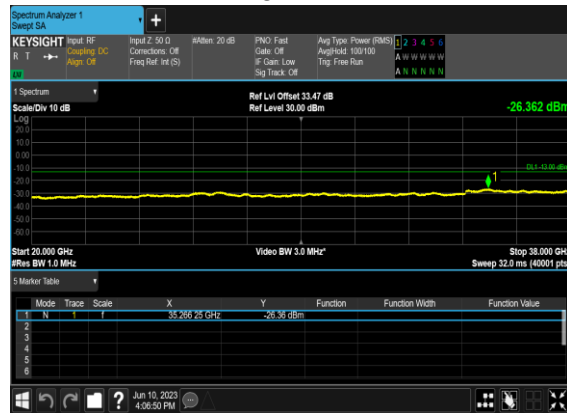 Spectrum Analyzer 1
Swept SA
+
KEYSIGHT Input: RF Input Z: 50 Ω #Atten: 20 dB PNO: Fast Avg Type: Power (RMS) 1 2 3 4 5 6
R T Coupling: DC Corrections: Off Gate: Off Avg|Hold: 100/100 A W W W W W
Align: Off Freq Ref: Int (S) IF Gain: Low Trig: Free Run
Sig Track: Off A N N N N N
1 Spectrum
Ref Lvl Offset 33.47 dB
Scale/Div 10 dB Ref Level 30.00 dBm -26.362 dBm
Log
20.0
10.0
0.00
-10.0 DL1 -13.00 dBm
1
-20.0
-30.0
-40.0
-50.0
-60.0
Start 20.000 GHz Video BW 3.0 MHz* Stop 38.000 GHz
#Res BW 1.0 MHz Sweep 32.0 ms (40001 pts)
5 Marker Table
Mode Trace Scale X Y Function Function Width Function Value
1 N 1 f 35.266 25 GHz -26.36 dBm
2
3
4
5
6
? Jun 10, 2023
4:06:50 PM